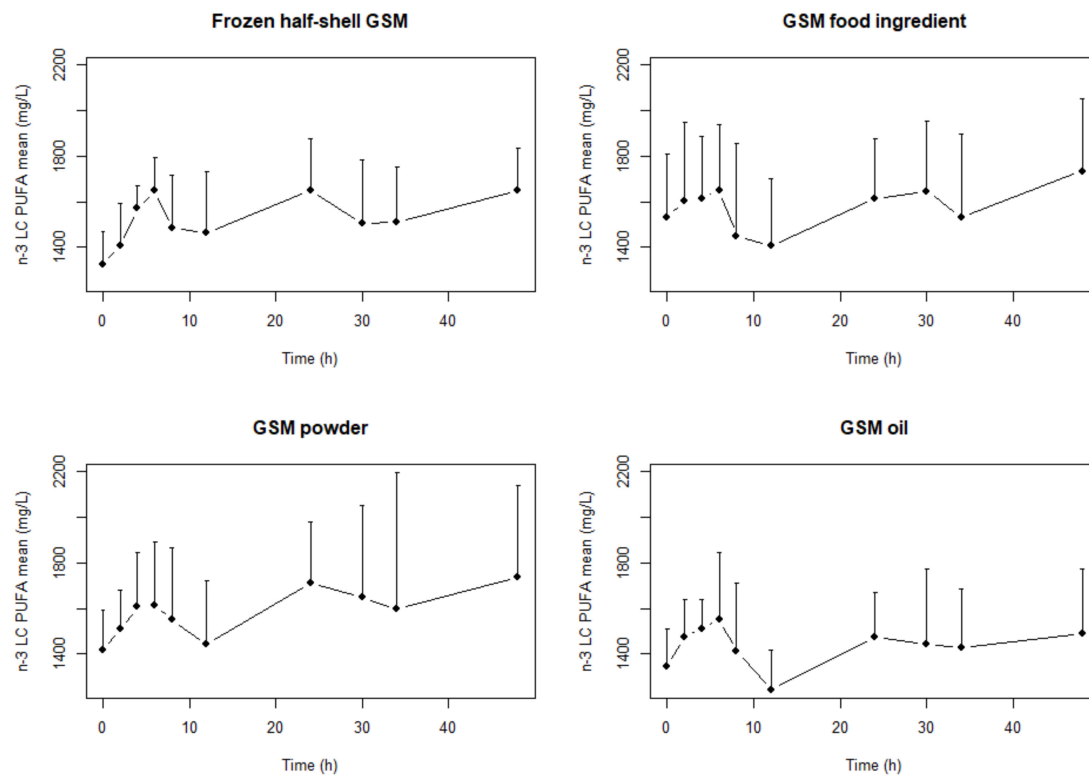 Frozen half-shell GSM
n-3 LC PUFA mean (mg/L)
2200
1800
1400
0 10 20 30 40
Time (h)
GSM food ingredient
n-3 LC PUFA mean (mg/L)
2200
1800
1400
0 10 20 30 40
Time (h)
GSM powder
n-3 LC PUFA mean (mg/L)
2200
1800
1400
0 10 20 30 40
Time (h)
GSM oil
n-3 LC PUFA mean (mg/L)
2200
1800
1400
0 10 20 30 40
Time (h)